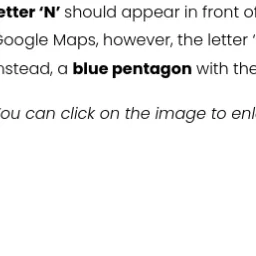 etter ‘N’ should appear in front of
Google Maps, however, the letter ‘
nstead, a blue pentagon with the
ou can click on the image to enl